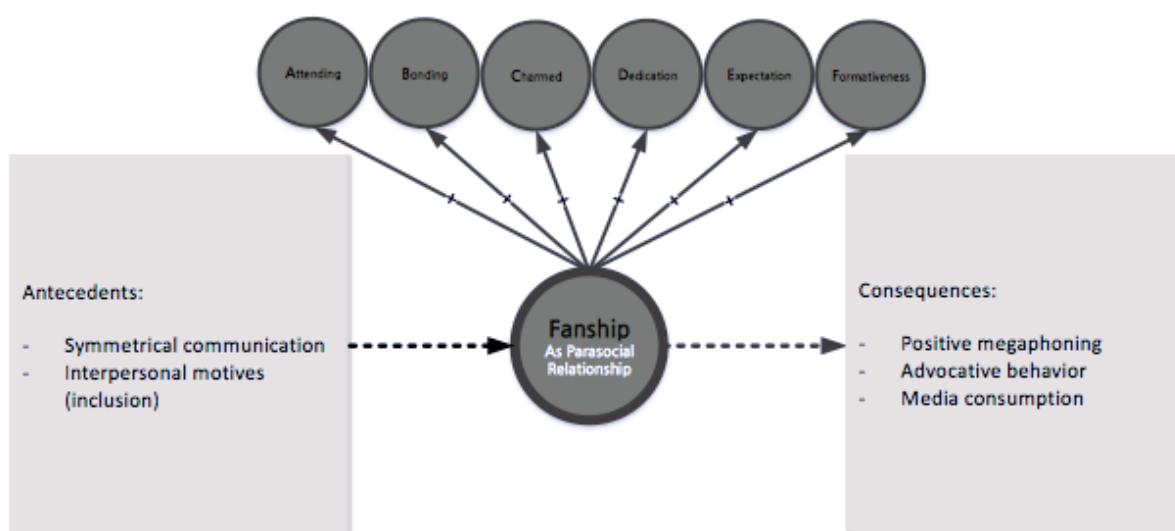 Attending
Bonding
Charmed
Dedication
Expectation
Formativeness
Antecedents:
- Symmetrical communication
- Interpersonal motives
(inclusion)
Fanship
As Parasocial
Relationship
Consequences:
- Positive megaphoning
- Advocative behavior
- Media consumption